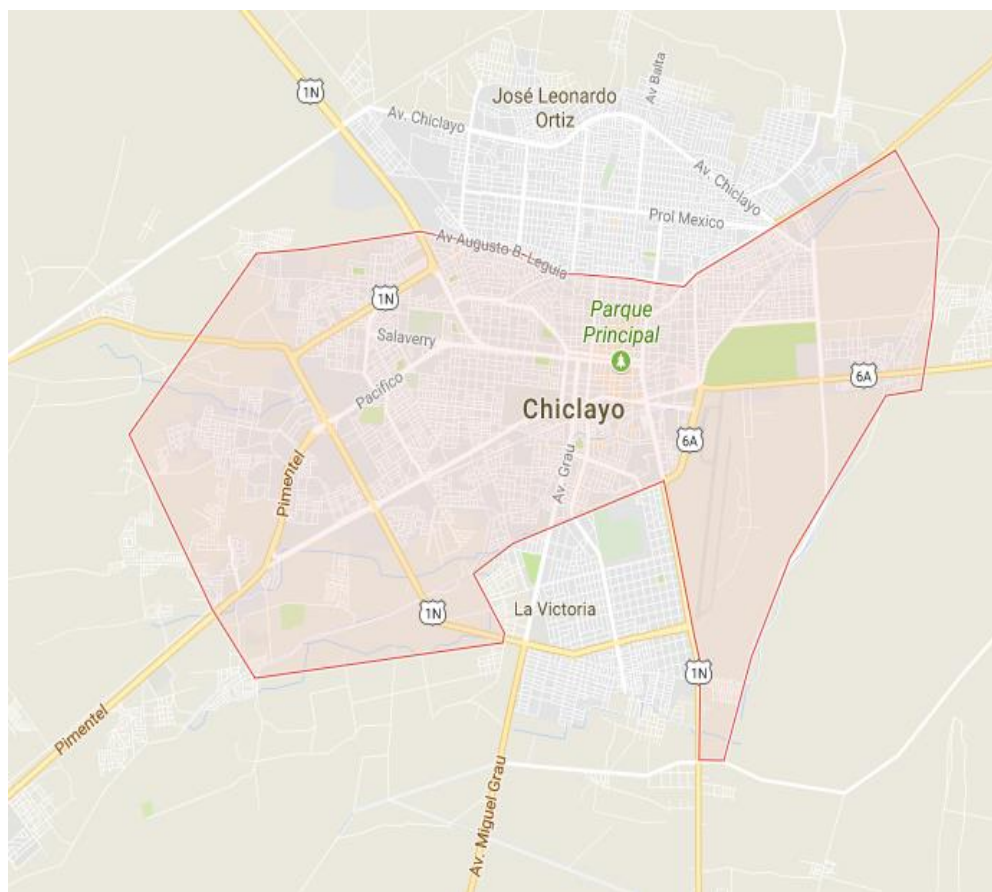 1N
José Leonardo
Ortiz
Av Balta
Av. Chiclayo
Av. Chiclayo
Prol Mexico
Av Augusto B. Leguia
1N
Parque
Principal
Salaverry
Pacifico
6A
Chiclayo
6A
Av. Grau
Pimentel
La Victoria
1N
1N
Pimentel
Av. Miguel Grau